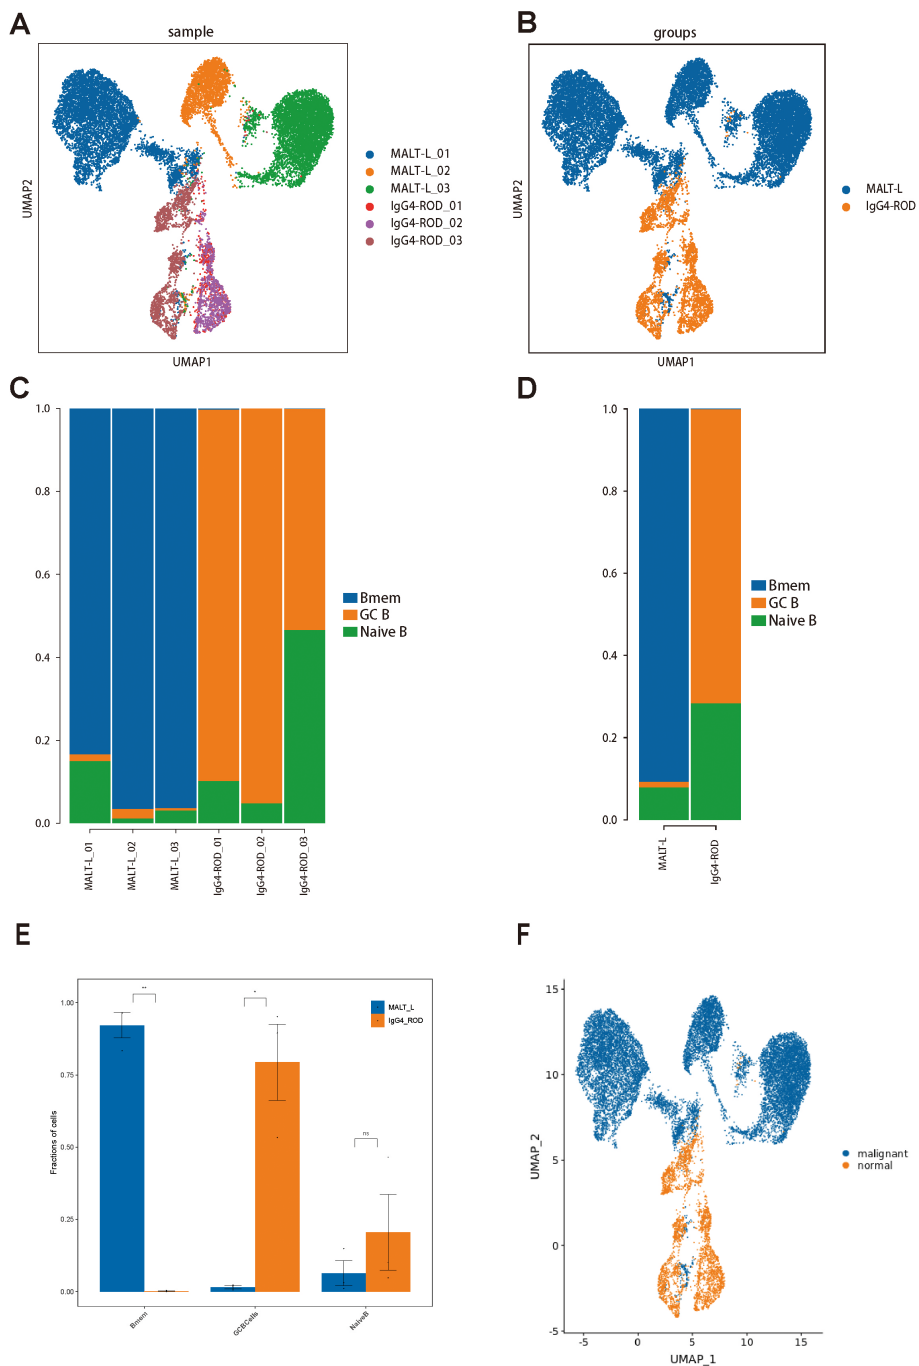 A
B
sample
groups
UMAP2
MALT-L_01
MALT-L_02
MALT-L_03
IgG4-ROD_01
IgG4-ROD_02
IgG4-ROD_03
UMAP1
UMAP2
MALT-L
IgG4-ROD
UMAP1
C
D
1.0
0.8
0.6
0.4
0.2
0.0
Bmem
GC B
Naive B
MALT-L_01
MALT-L_02
MALT-L_03
IgG4-ROD_01
IgG4-ROD_02
IgG4-ROD_03
1.0
0.8
0.6
0.4
0.2
0.0
Bmem
GC B
Naive B
MALT-L
IgG4-ROD
E
F
Fractions of cells
1.00
0.75
0.50
0.25
0.00
**
*
ns
MALT_L
IgG4_ROD
Bmem
GCBCells
NaiveB
UMAP_2
15
10
5
0
-5
-5
0
5
10
15
UMAP_1
malignant
normal